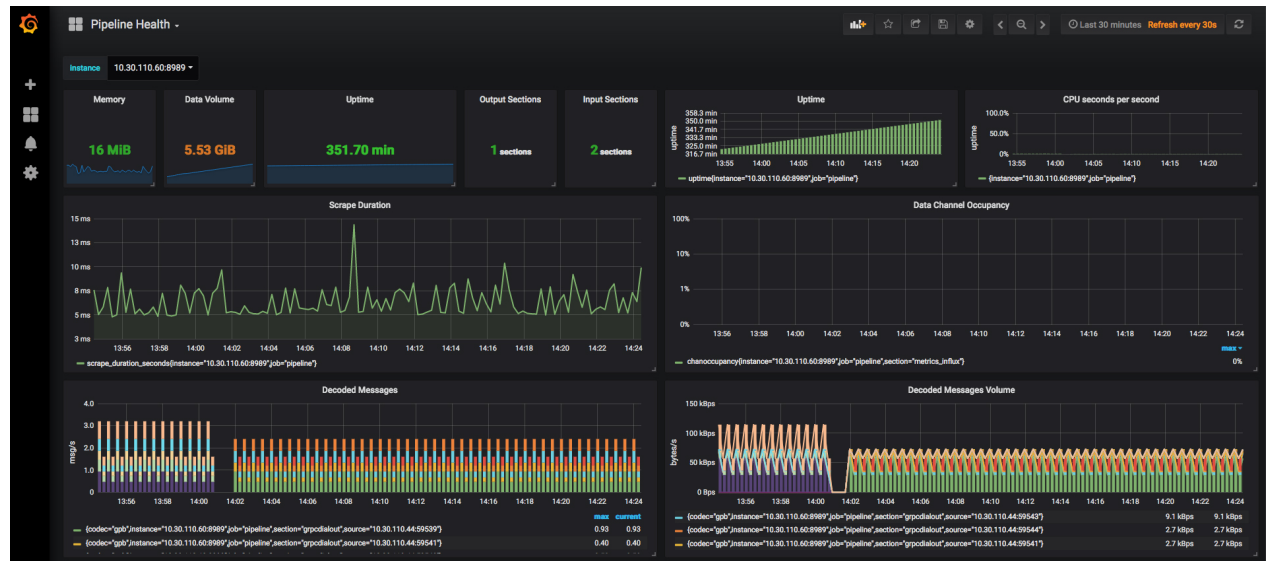 Pipeline Health
Last 30 minutes Refresh every 30s
Instance 10.30.110.60:8989
Memory
16 MiB
Data Volume
5.53 GiB
Uptime
351.70 min
Output Sections
1 sections
Input Sections
2 sections
Uptime
uptime
358.3 min
350.0 min
341.7 min
333.3 min
325.0 min
316.7 min
13:55 14:00 14:05 14:10 14:15 14:20
uptime{instance="10.30.110.60:8989",job="pipeline"}
CPU seconds per second
uptime
100.0%
50.0%
0%
13:55 14:00 14:05 14:10 14:15 14:20
{instance="10.30.110.60:8989",job="pipeline"}
Scrape Duration
15 ms
13 ms
10 ms
8 ms
5 ms
3 ms
13:56 13:58 14:00 14:02 14:04 14:06 14:08 14:10 14:12 14:14 14:16 14:18 14:20 14:22 14:24
scrape_duration_seconds{instance="10.30.110.60:8989",job="pipeline"}
Data Channel Occupancy
100%
10%
1%
0%
13:56 13:58 14:00 14:02 14:04 14:06 14:08 14:10 14:12 14:14 14:16 14:18 14:20 14:22 14:24
max
chanoccupancy{instance="10.30.110.60:8989",job="pipeline",section="metrics_influx"} 0%
Decoded Messages
msg/s
4.0
3.0
2.0
1.0
0
13:56 13:58 14:00 14:02 14:04 14:06 14:08 14:10 14:12 14:14 14:16 14:18 14:20 14:22 14:24
max current
{codec="gpb",instance="10.30.110.60:8989",job="pipeline",section="grpcdialout",source="10.30.110.44:59539"} 0.93 0.93
{codec="gpb",instance="10.30.110.60:8989",job="pipeline",section="grpcdialout",source="10.30.110.44:59541"} 0.40 0.40
Decoded Messages Volume
bytes/s
150 kBps
100 kBps
50 kBps
0 Bps
13:56 13:58 14:00 14:02 14:04 14:06 14:08 14:10 14:12 14:14 14:16 14:18 14:20 14:22 14:24
{codec="gpb",instance="10.30.110.60:8989",job="pipeline",section="grpcdialout",source="10.30.110.44:59543"} 9.1 kBps 9.1 kBps
{codec="gpb",instance="10.30.110.60:8989",job="pipeline",section="grpcdialout",source="10.30.110.44:59544"} 2.7 kBps 2.7 kBps
{codec="gpb",instance="10.30.110.60:8989",job="pipeline",section="grpcdialout",source="10.30.110.44:59541"} 2.7 kBps 2.7 kBps